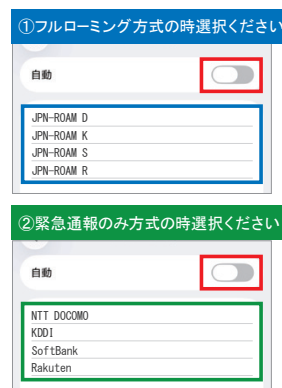 ①フルローミング方式の時選択ください
自動
JPN-ROAM D
JPN-ROAM K
JPN-ROAM S
JPN-ROAM R
②緊急通報のみ方式の時選択ください
自動
NTT DOCOMO
KDDI
SoftBank
Rakuten